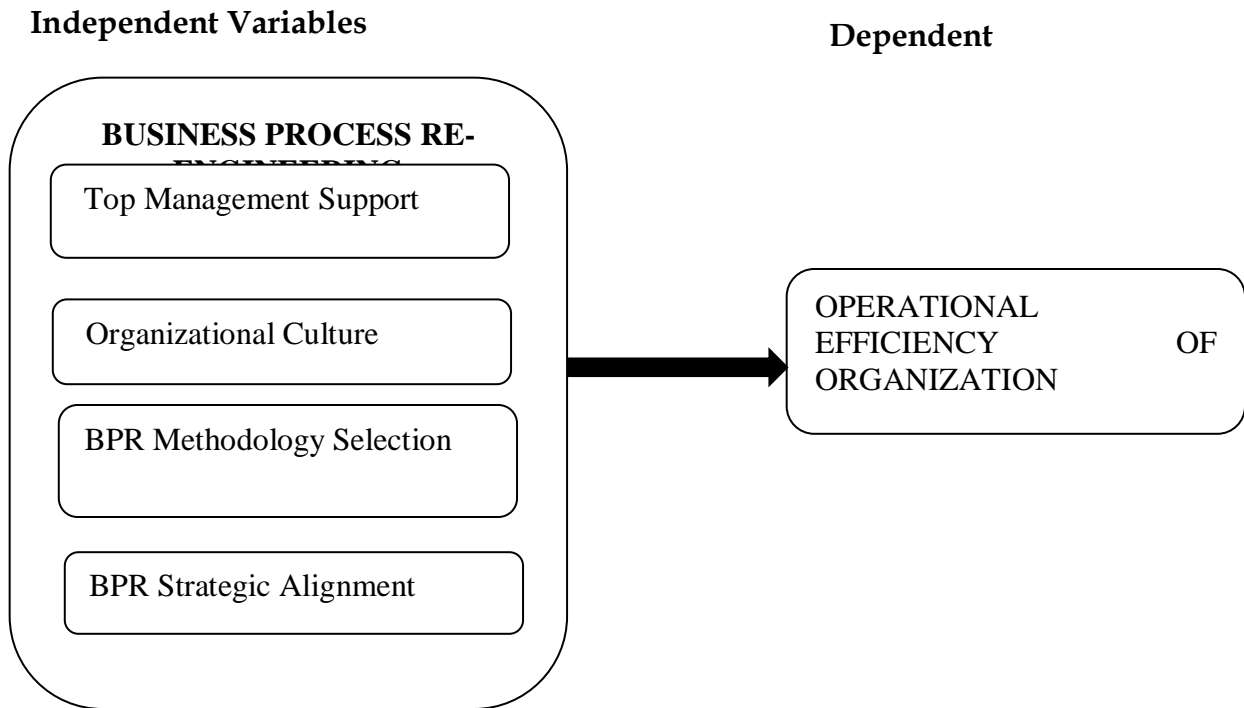 Independent Variables
Dependent
BUSINESS PROCESS RE-
ENGINEERING
Top Management Support
Organizational Culture
BPR Methodology Selection
BPR Strategic Alignment
OPERATIONAL
EFFICIENCY OF
ORGANIZATION